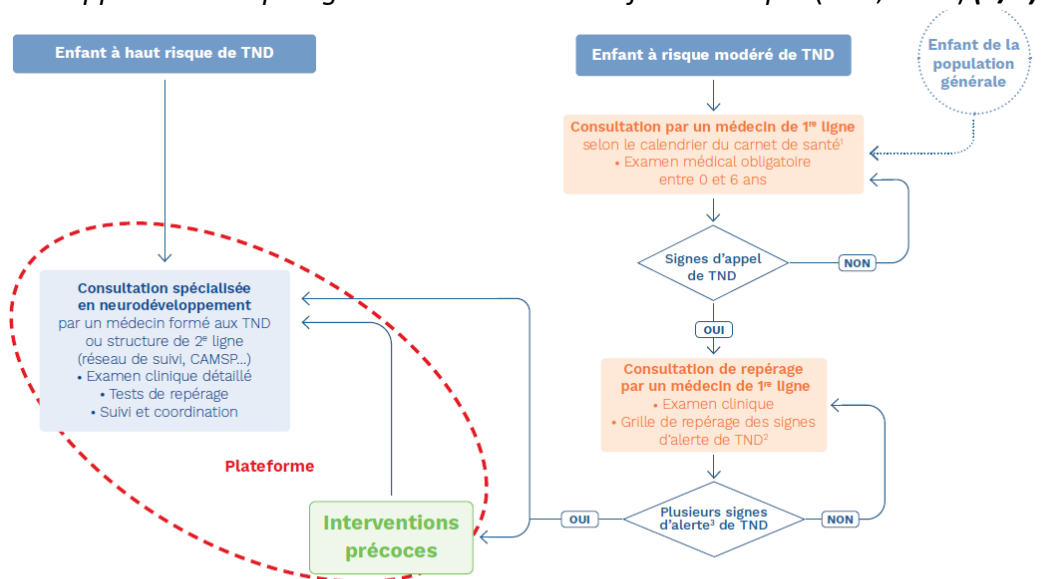 Enfant à haut risque de TND
Enfant à risque modéré de TND
Enfant de la
population
générale
Consultation par un médecin de 1re ligne
selon le calendrier du carnet de santé1
• Examen médical obligatoire
entre 0 et 6 ans
Signes d'appel
de TND
NON
OUI
Consultation spécialisée
en neurodéveloppement
par un médecin formé aux TND
ou structure de 2e ligne
(réseau de suivi, CAMSP...)
• Examen clinique détaillé
• Tests de repérage
• Suivi et coordination
Consultation de repérage
par un médecin de 1re ligne
• Examen clinique
• Grille de repérage des signes
d'alerte de TND2
Plateforme
Plusieurs signes
d'alerte3 de TND
OUI
NON
Interventions
précoces